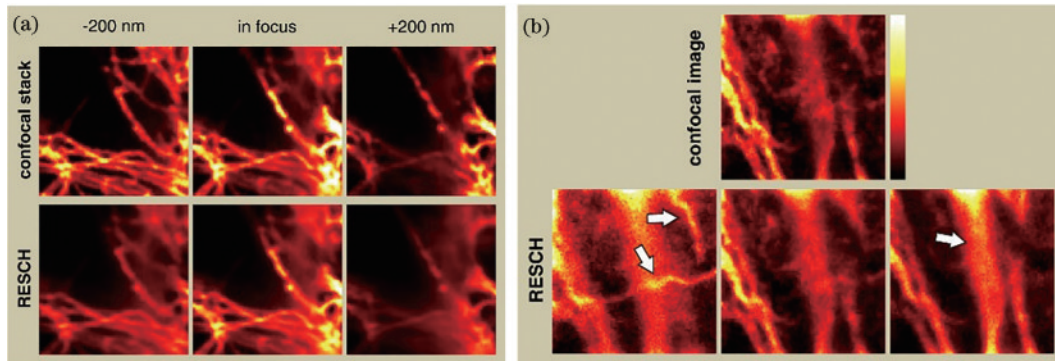 (a)
-200 nm
in focus
+200 nm
confocal stack
RESCH
(b)
confocal image
RESCH